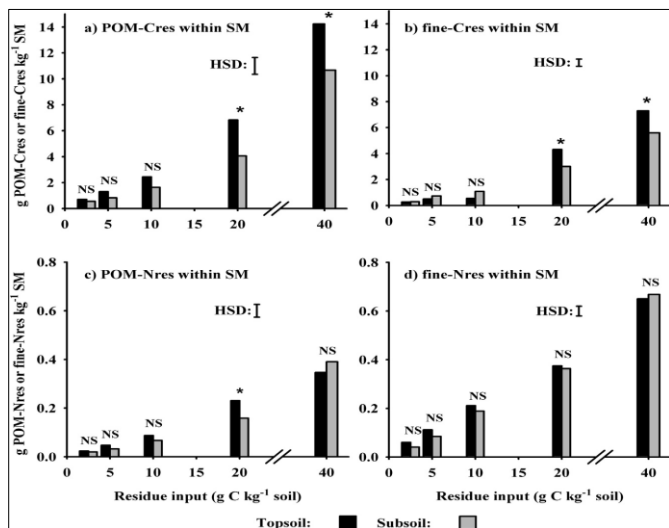 a) POM-Cres within SM
b) fine-Cres within SM
g POM-Cres or fine-Cres kg⁻¹ SM
14
12
10
8
6
4
2
0
HSD:
NS
NS
NS
*
*
0
5
10
15
20
40
14
12
10
8
6
4
2
0
HSD:
NS
NS
NS
*
*
0
5
10
15
20
40
c) POM-Nres within SM
d) fine-Nres within SM
g POM-Nres or fine-Nres kg⁻¹ SM
0.8
0.6
0.4
0.2
0.0
HSD:
NS
NS
NS
*
NS
0
5
10
15
20
40
0.8
0.6
0.4
0.2
0.0
HSD:
NS
NS
NS
NS
NS
0
5
10
15
20
40
Residue input (g C kg⁻¹ soil)
Residue input (g C kg⁻¹ soil)
Topsoil: Subsoil: